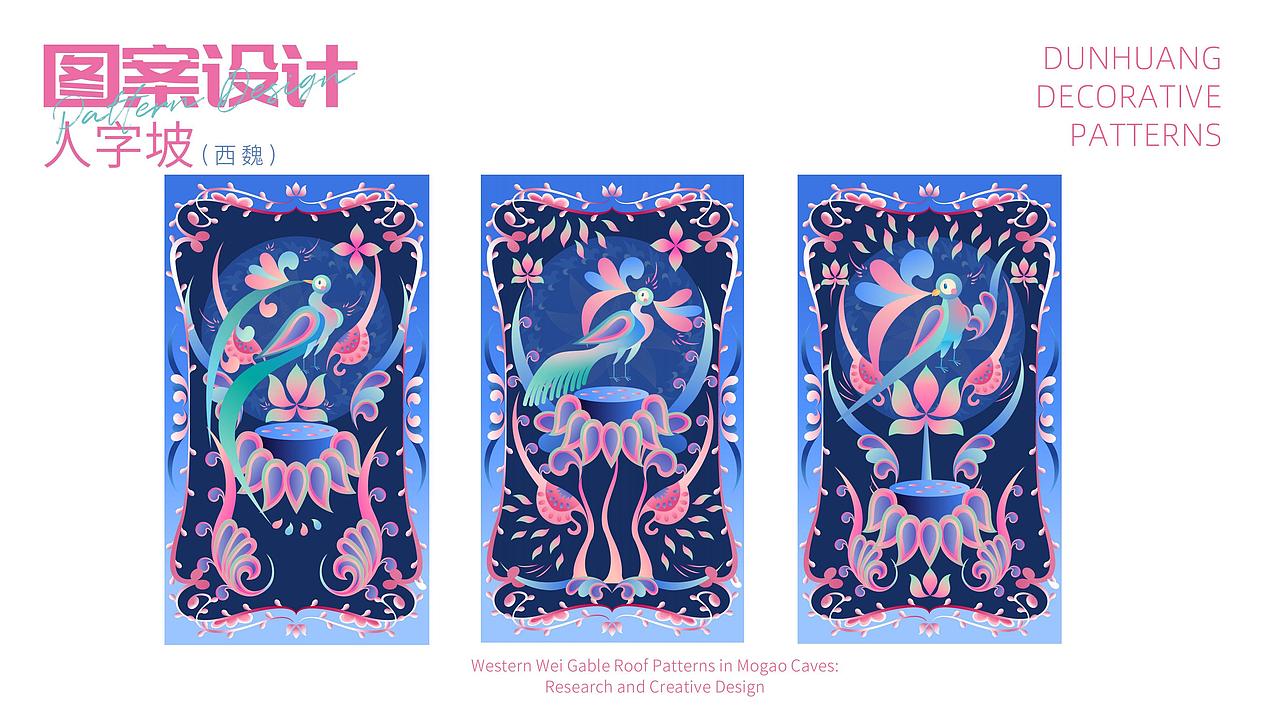 图案设计
Pattern Design
人字坡(西魏)
DUNHUANG
DECORATIVE
PATTERNS
Western Wei Gable Roof Patterns in Mogao Caves:
Research and Creative Design